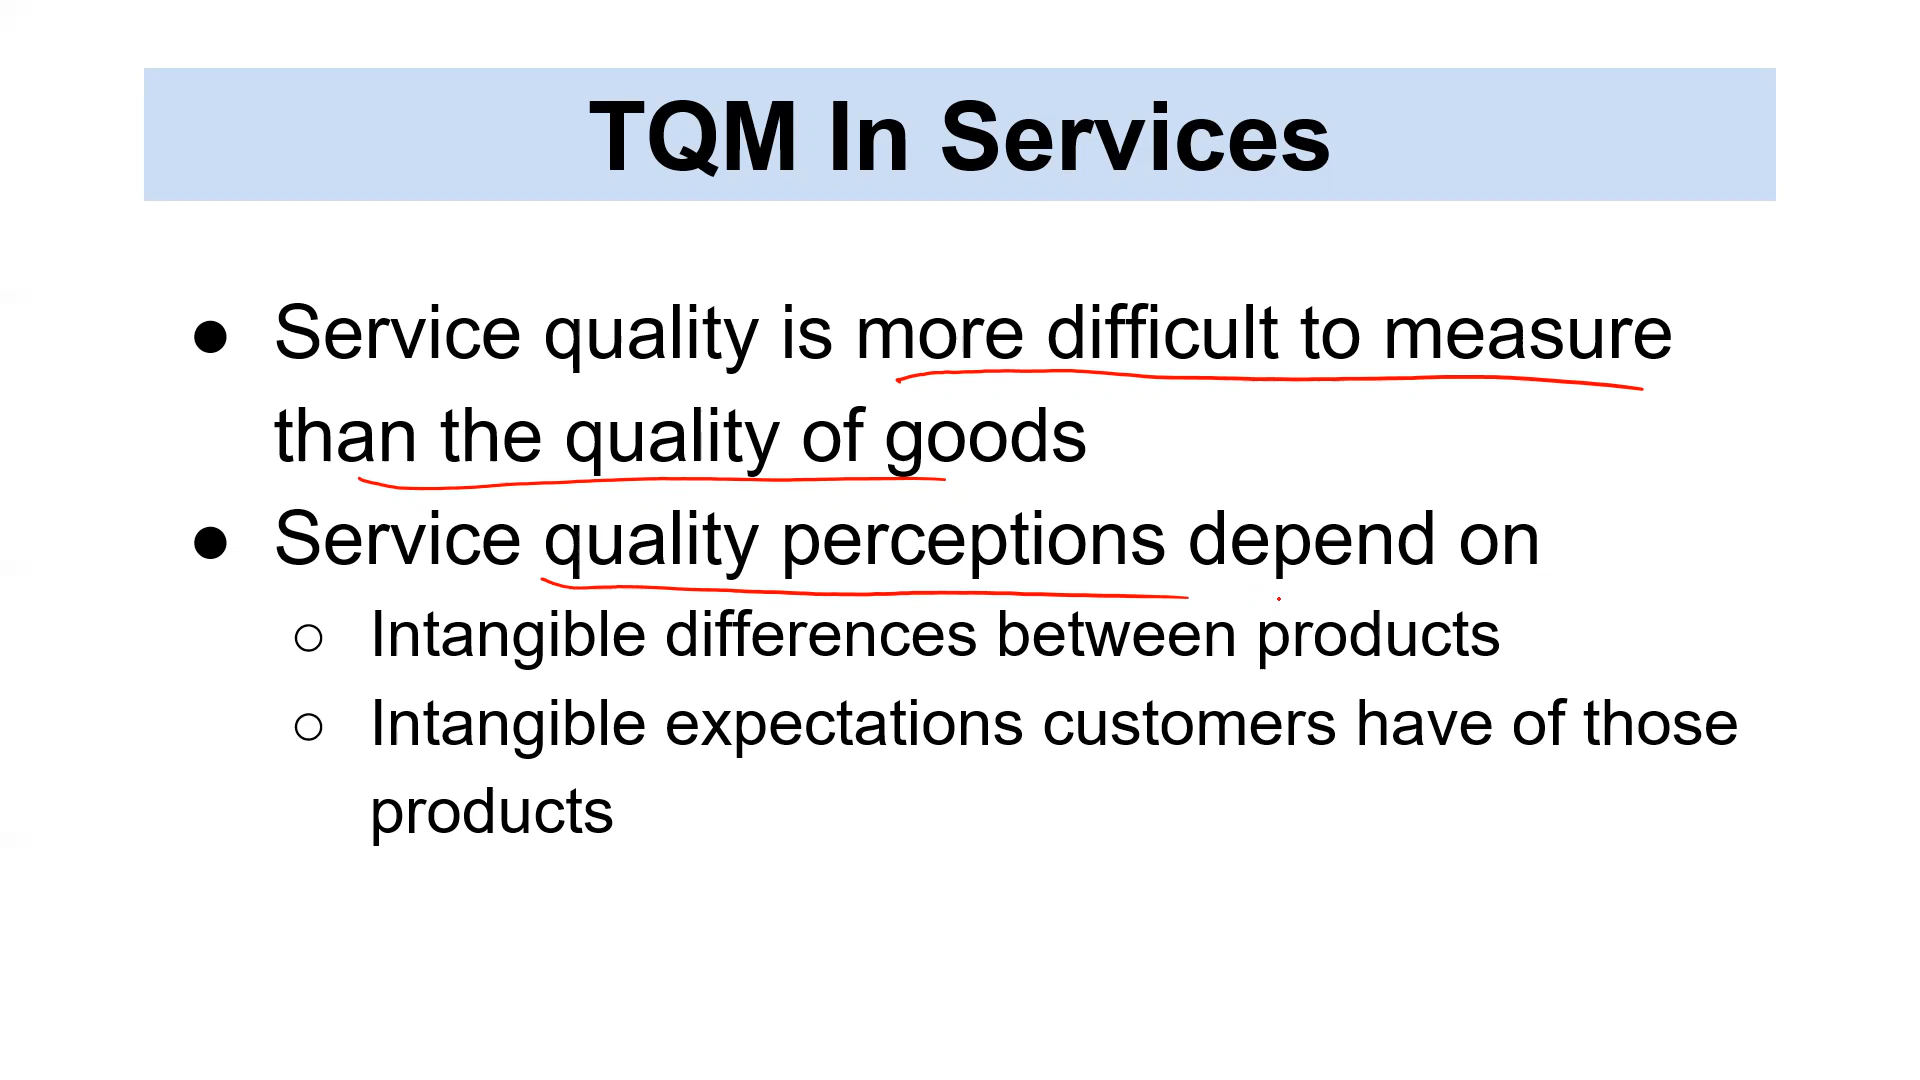 TQM In Services
● Service quality is more difficult to measure
than the quality of goods
● Service quality perceptions depend on
○ Intangible differences between products
○ Intangible expectations customers have of those
products